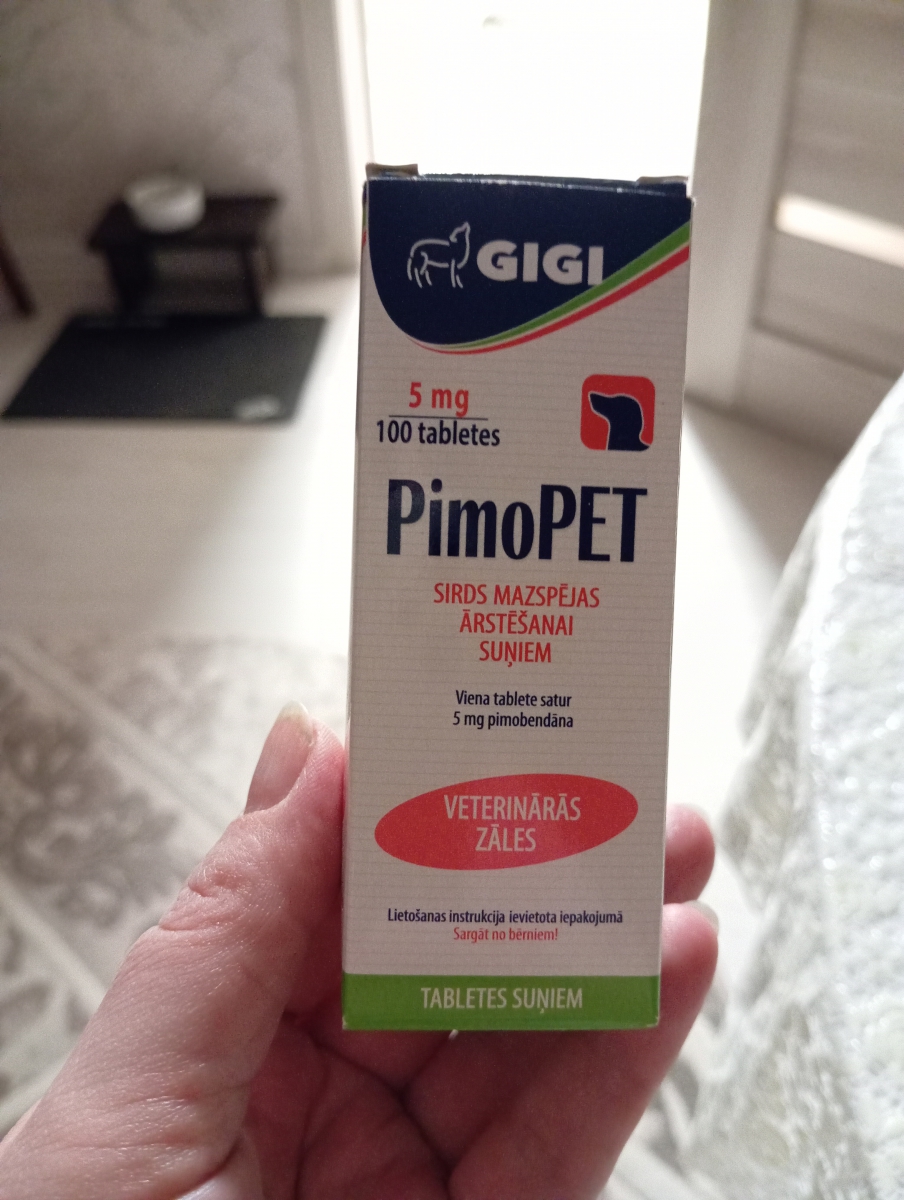 GIGI
5 mg
100 tabletes
PimoPET
SIRDS MAZSPĒJAS
ĀRSTĒŠANAI
SUŅIEM
Viena tablete satur
5 mg pimobendāna
VETERINĀRĀS
ZĀLES
Lietošanas instrukcija ievietota iepakojumā
Sargāt no bērniem!
TABLETES SUŅIEM